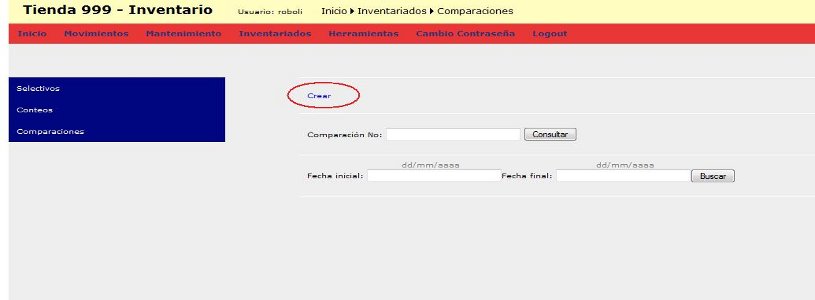 Tienda 999 - Inventario Usuario: roboli Inicio Inventariados Comparaciones
Inicio Movimientos Mantenimiento Inventariados Herramientas Cambio Contraseña Logout
Selectivos
Conteos
Comparaciones
Crear
Comparación No: Consultar
dd/mm/aaaa dd/mm/aaaa
Fecha inicial: Fecha final: Buscar